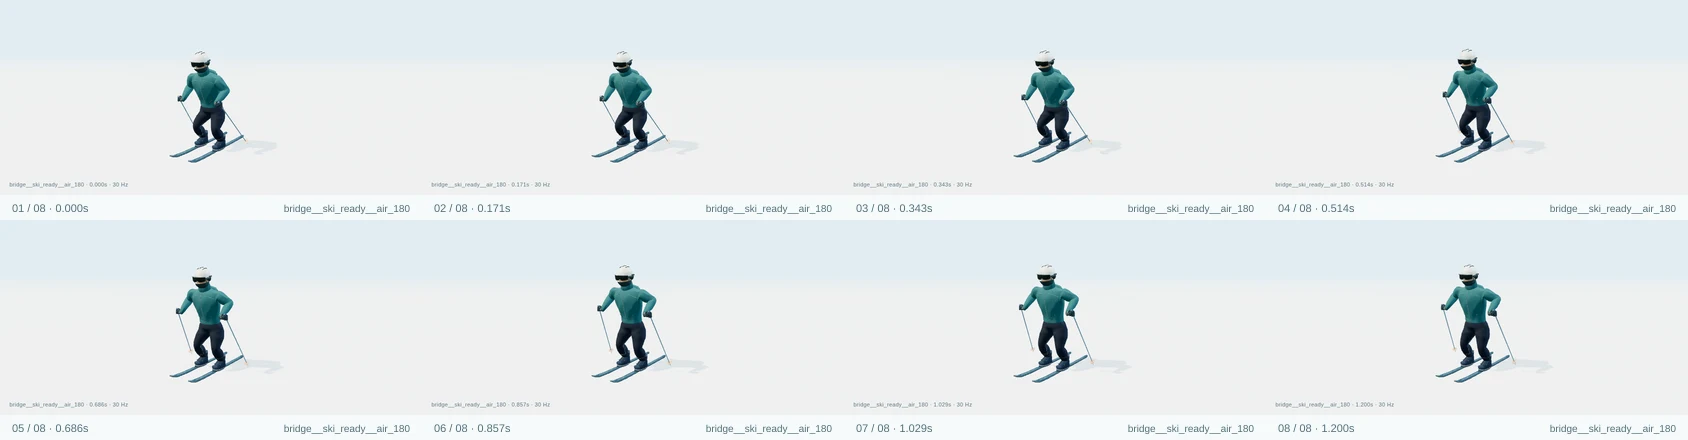 bridge__ski_ready__air_180 · 0.000s · 30 Hz
01 / 08 · 0.000s
bridge__ski_ready__air_180
bridge__ski_ready__air_180 · 0.171s · 30 Hz
02 / 08 · 0.171s
bridge__ski_ready__air_180
bridge__ski_ready__air_180 · 0.343s · 30 Hz
03 / 08 · 0.343s
bridge__ski_ready__air_180
bridge__ski_ready__air_180 · 0.514s · 30 Hz
04 / 08 · 0.514s
bridge__ski_ready__air_180
bridge__ski_ready__air_180 · 0.686s · 30 Hz
05 / 08 · 0.686s
bridge__ski_ready__air_180
bridge__ski_ready__air_180 · 0.857s · 30 Hz
06 / 08 · 0.857s
bridge__ski_ready__air_180
bridge__ski_ready__air_180 · 1.029s · 30 Hz
07 / 08 · 1.029s
bridge__ski_ready__air_180
bridge__ski_ready__air_180 · 1.200s · 30 Hz
08 / 08 · 1.200s
bridge__ski_ready__air_180